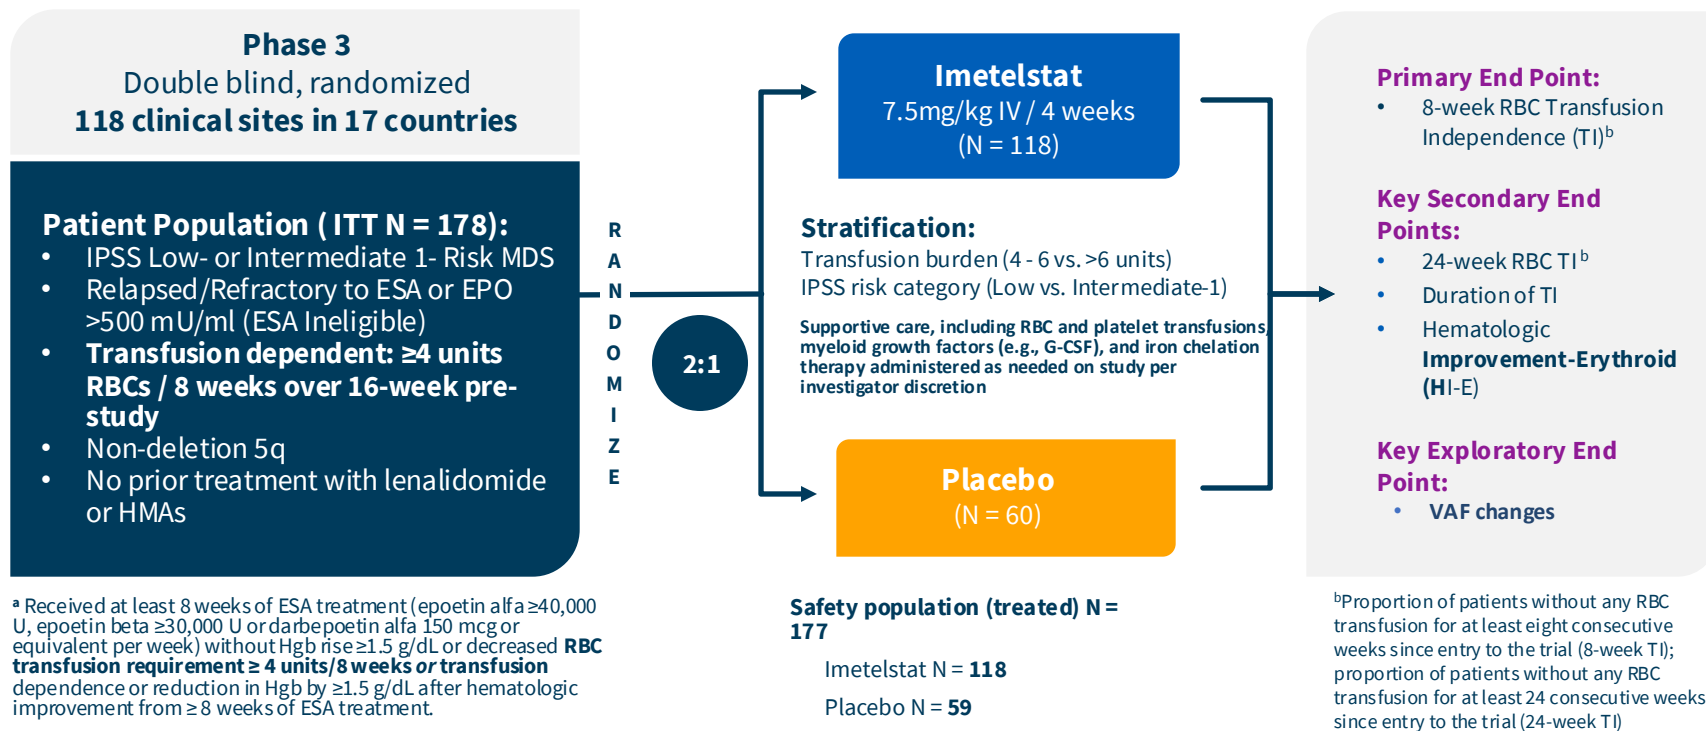 Phase 3
Double blind, randomized
118 clinical sites in 17 countries
Patient Population ( ITT N = 178):
• IPSS Low- or Intermediate 1- Risk MDS
• Relapsed/Refractory to ESA or EPO
>500 mU/ml (ESA Ineligible)
• Transfusion dependent: ≥4 units
RBCs / 8 weeks over 16-week pre-
study
• Non-deletion 5q
• No prior treatment with lenalidomide
or HMAs
ᵃ Received at least 8 weeks of ESA treatment (epoetin alfa ≥40,000
U, epoetin beta ≥30,000 U or darbepoetin alfa 150 mcg or
equivalent per week) without Hgb rise ≥1.5 g/dL or decreased RBC
transfusion requirement ≥ 4 units/8 weeks or transfusion
dependence or reduction in Hgb by ≥1.5 g/dL after hematologic
improvement from ≥ 8 weeks of ESA treatment.
R
A
N
D
O
M
I
Z
E
2:1
Imetelstat
7.5mg/kg IV / 4 weeks
(N = 118)
Stratification:
Transfusion burden (4 - 6 vs. >6 units)
IPSS risk category (Low vs. Intermediate-1)
Supportive care, including RBC and platelet transfusions,
myeloid growth factors (e.g., G-CSF), and iron chelation
therapy administered as needed on study per
investigator discretion
Placebo
(N = 60)
Safety population (treated) N =
177
Imetelstat N = 118
Placebo N = 59
Primary End Point:
• 8-week RBC Transfusion
Independence (TI)ᵇ
Key Secondary End
Points:
• 24-week RBC TI ᵇ
• Duration of TI
• Hematologic
Improvement-Erythroid
(HI-E)
Key Exploratory End
Point:
• VAF changes
ᵇProportion of patients without any RBC
transfusion for at least eight consecutive
weeks since entry to the trial (8-week TI);
proportion of patients without any RBC
transfusion for at least 24 consecutive weeks
since entry to the trial (24-week TI)